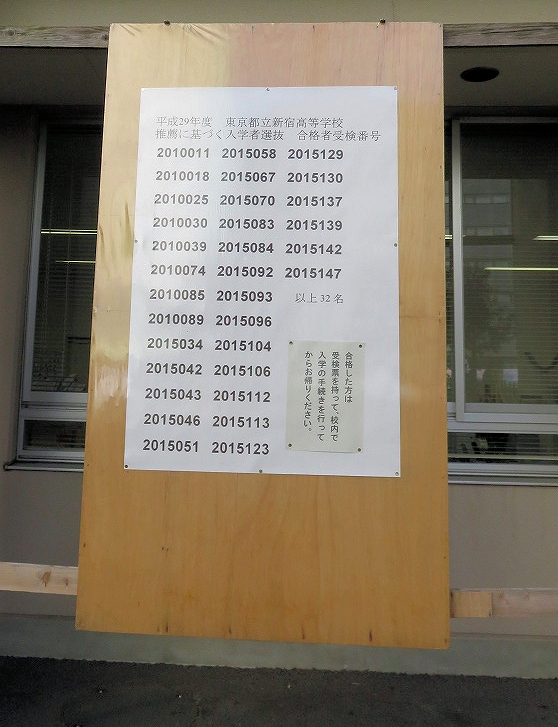 平成29年度　東京都立新宿高等学校
推薦に基づく入学者選抜　合格者受検番号
2010011 2015058 2015129
2010018 2015067 2015130
2010025 2015070 2015137
2010030 2015083 2015139
2010039 2015084 2015142
2010074 2015092 2015147
2010085 2015093 以上32名
2010089 2015096
2015034 2015104
2015042 2015106
2015043 2015112
2015046 2015113
2015051 2015123
合格した方は
受検票を持って、校内で
入学の手続きを行って
からお帰りください。